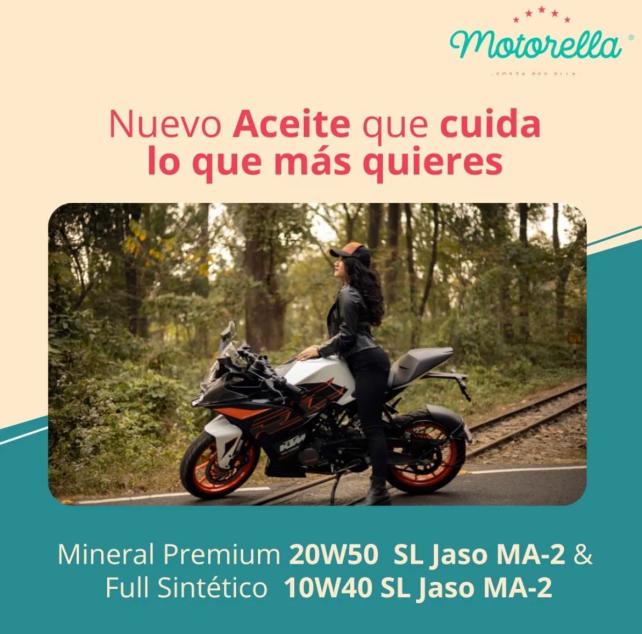 Motorella
Nuevo Aceite que cuida
lo que más quieres
KTM
Mineral Premium 20W50 SL Jaso MA-2 &
Full Sintético 10W40 SL Jaso MA-2